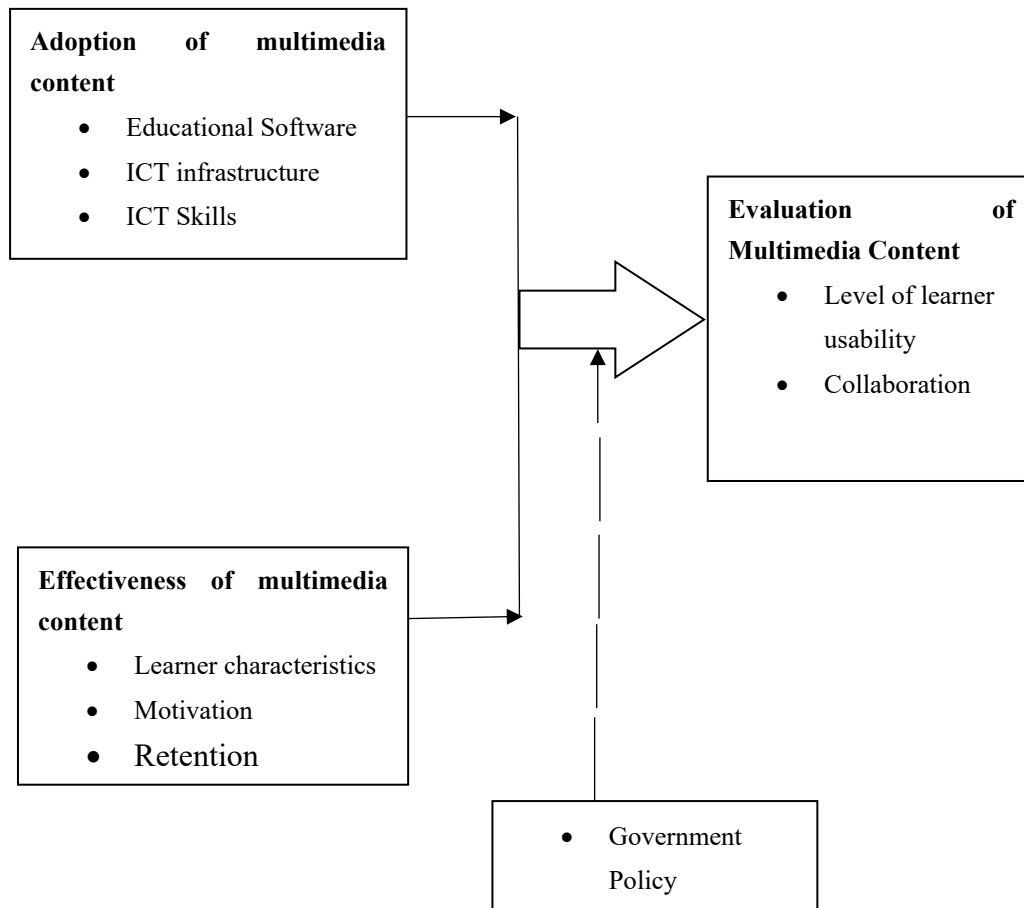 Adoption of multimedia
content
• Educational Software
• ICT infrastructure
• ICT Skills
Evaluation of
Multimedia Content
• Level of learner
usability
• Collaboration
Effectiveness of multimedia
content
• Learner characteristics
• Motivation
• Retention
• Government
Policy